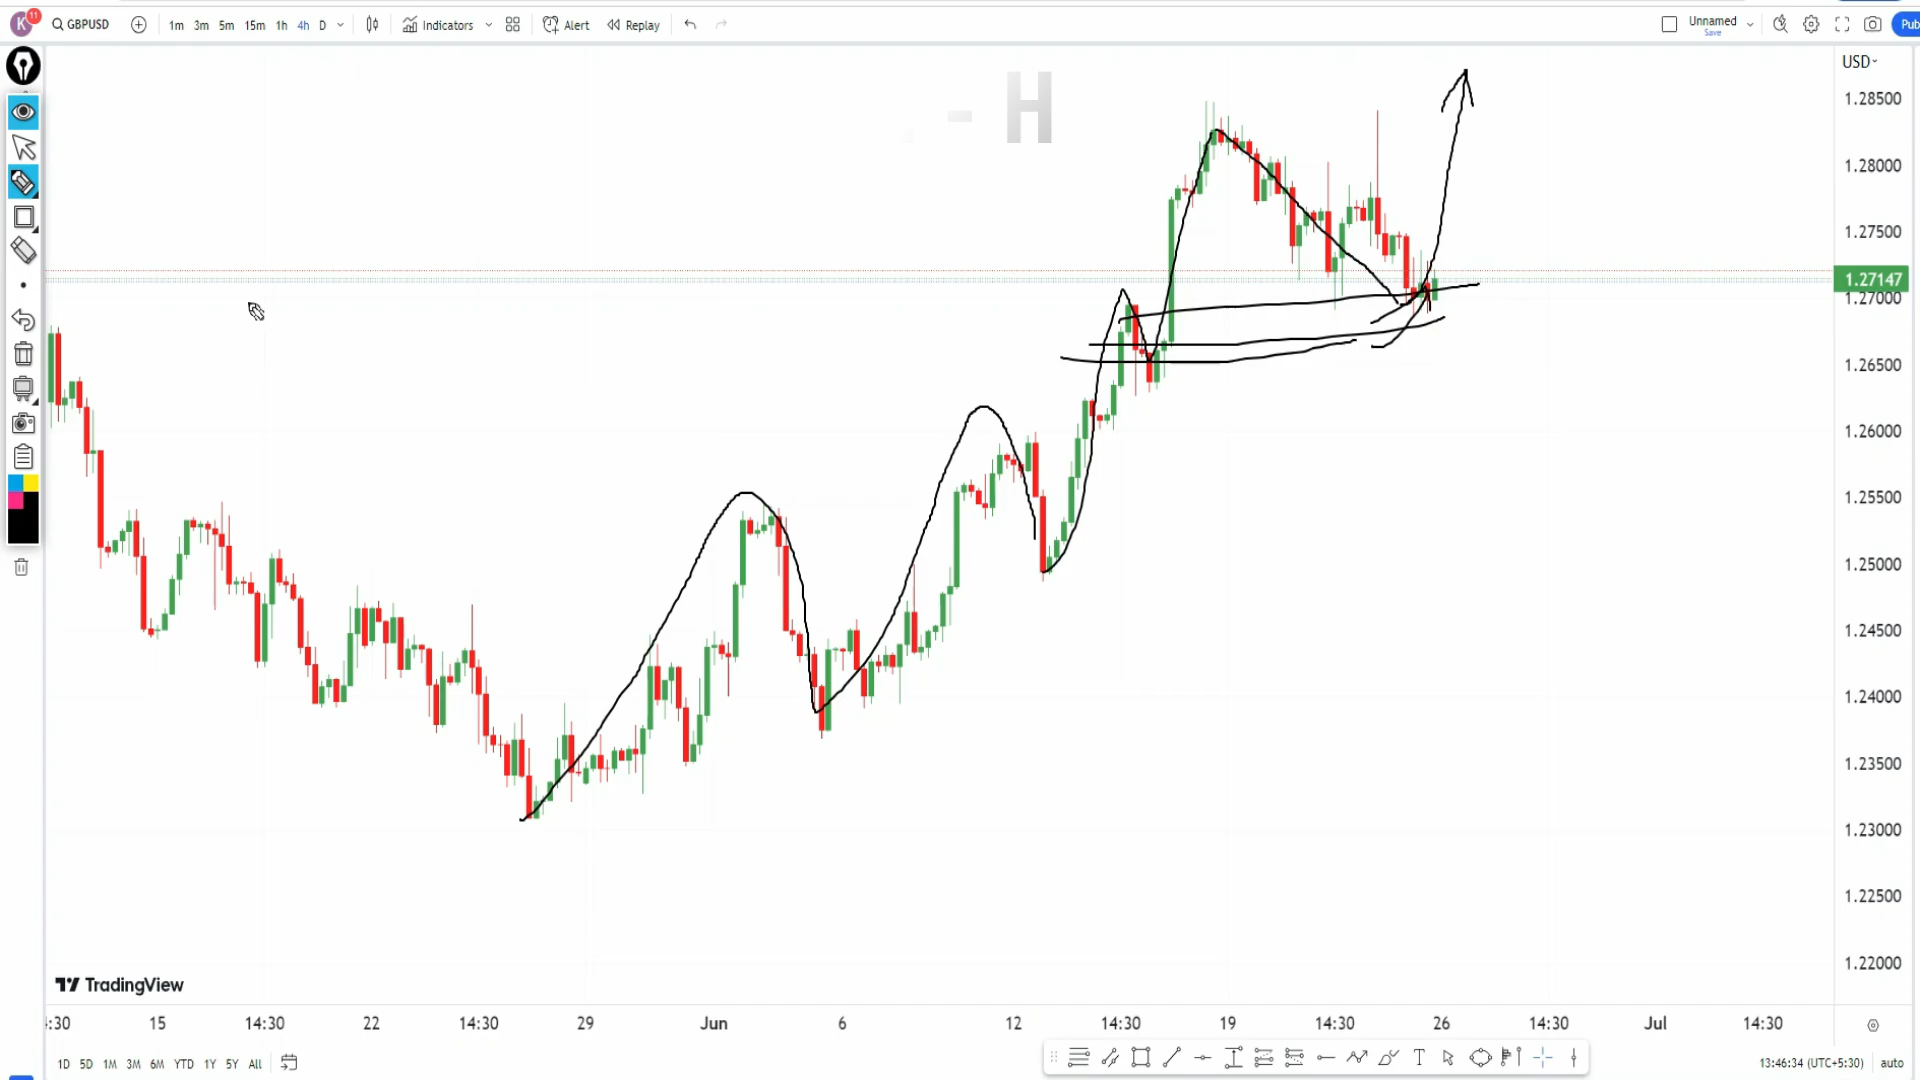 K 11 GBPUSD 1m 3m 5m 15m 1h 4h D Indicators Alert Replay Unnamed Pub
Save
USD
- H
1.28500
1.28000
1.27500
1.27147
1.27000
1.26500
1.26000
1.25500
1.25000
1.24500
1.24000
1.23500
1.23000
1.22500
1.22000
TradingView
:30 15 14:30 22 14:30 29 Jun 6 12 14:30 19 14:30 26 14:30 Jul 14:30
1D 5D 1M 3M 6M YTD 1Y 5Y All T 13:46:34 (UTC+5:30) auto